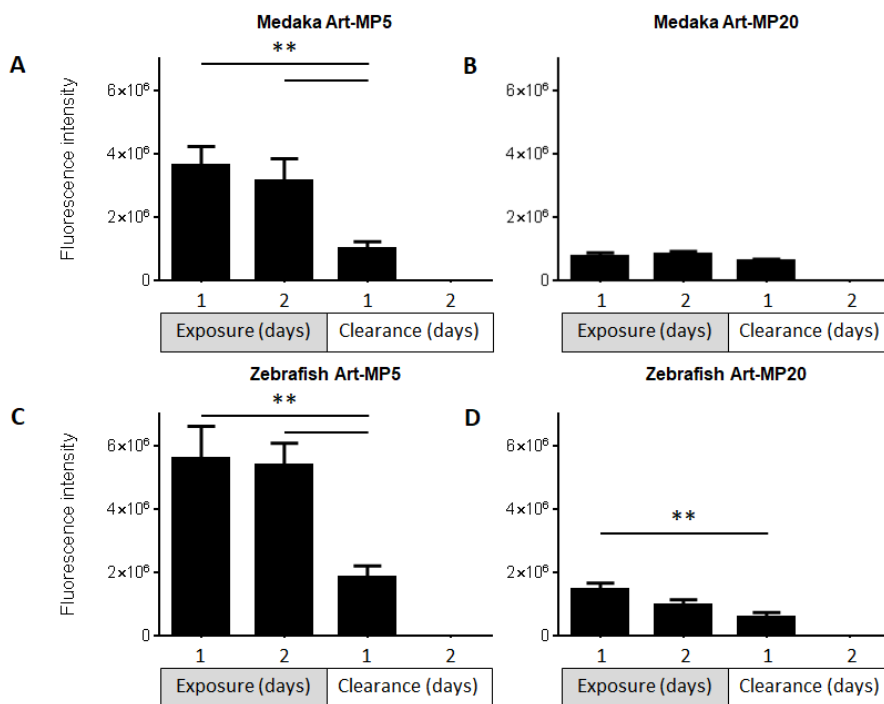 Medaka Art-MP5
A
**
Fluorescence intensity
6×10⁶
4×10⁶
2×10⁶
0
1 2 1 2
Exposure (days) Clearance (days)
Medaka Art-MP20
B
6×10⁶
4×10⁶
2×10⁶
0
1 2 1 2
Exposure (days) Clearance (days)
Zebrafish Art-MP5
C
**
Fluorescence intensity
6×10⁶
4×10⁶
2×10⁶
0
1 2 1 2
Exposure (days) Clearance (days)
Zebrafish Art-MP20
D
**
6×10⁶
4×10⁶
2×10⁶
0
1 2 1 2
Exposure (days) Clearance (days)